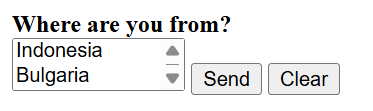 Where are you from?
Indonesia
Bulgaria
Send Clear